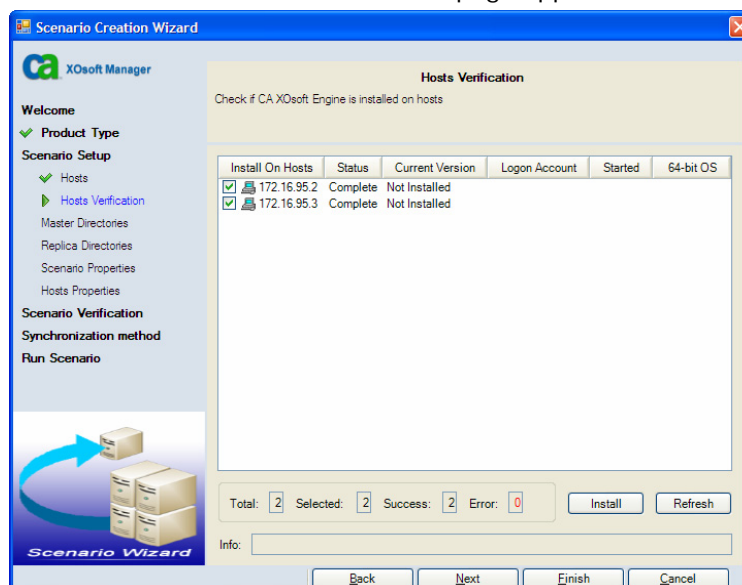 Scenario Creation Wizard
ca XOsoft Manager
Welcome
Product Type
Scenario Setup
Hosts
Hosts Verification
Master Directories
Replica Directories
Scenario Properties
Hosts Properties
Scenario Verification
Synchronization method
Run Scenario
Scenario Wizard
Hosts Verification
Check if CA XOsoft Engine is installed on hosts
Install On Hosts Status Current Version Logon Account Started 64-bit OS
172.16.95.2 Complete Not Installed
172.16.95.3 Complete Not Installed
Total: 2 Selected: 2 Success: 2 Error: 0 Install Refresh
Info:
Back Next Finish Cancel